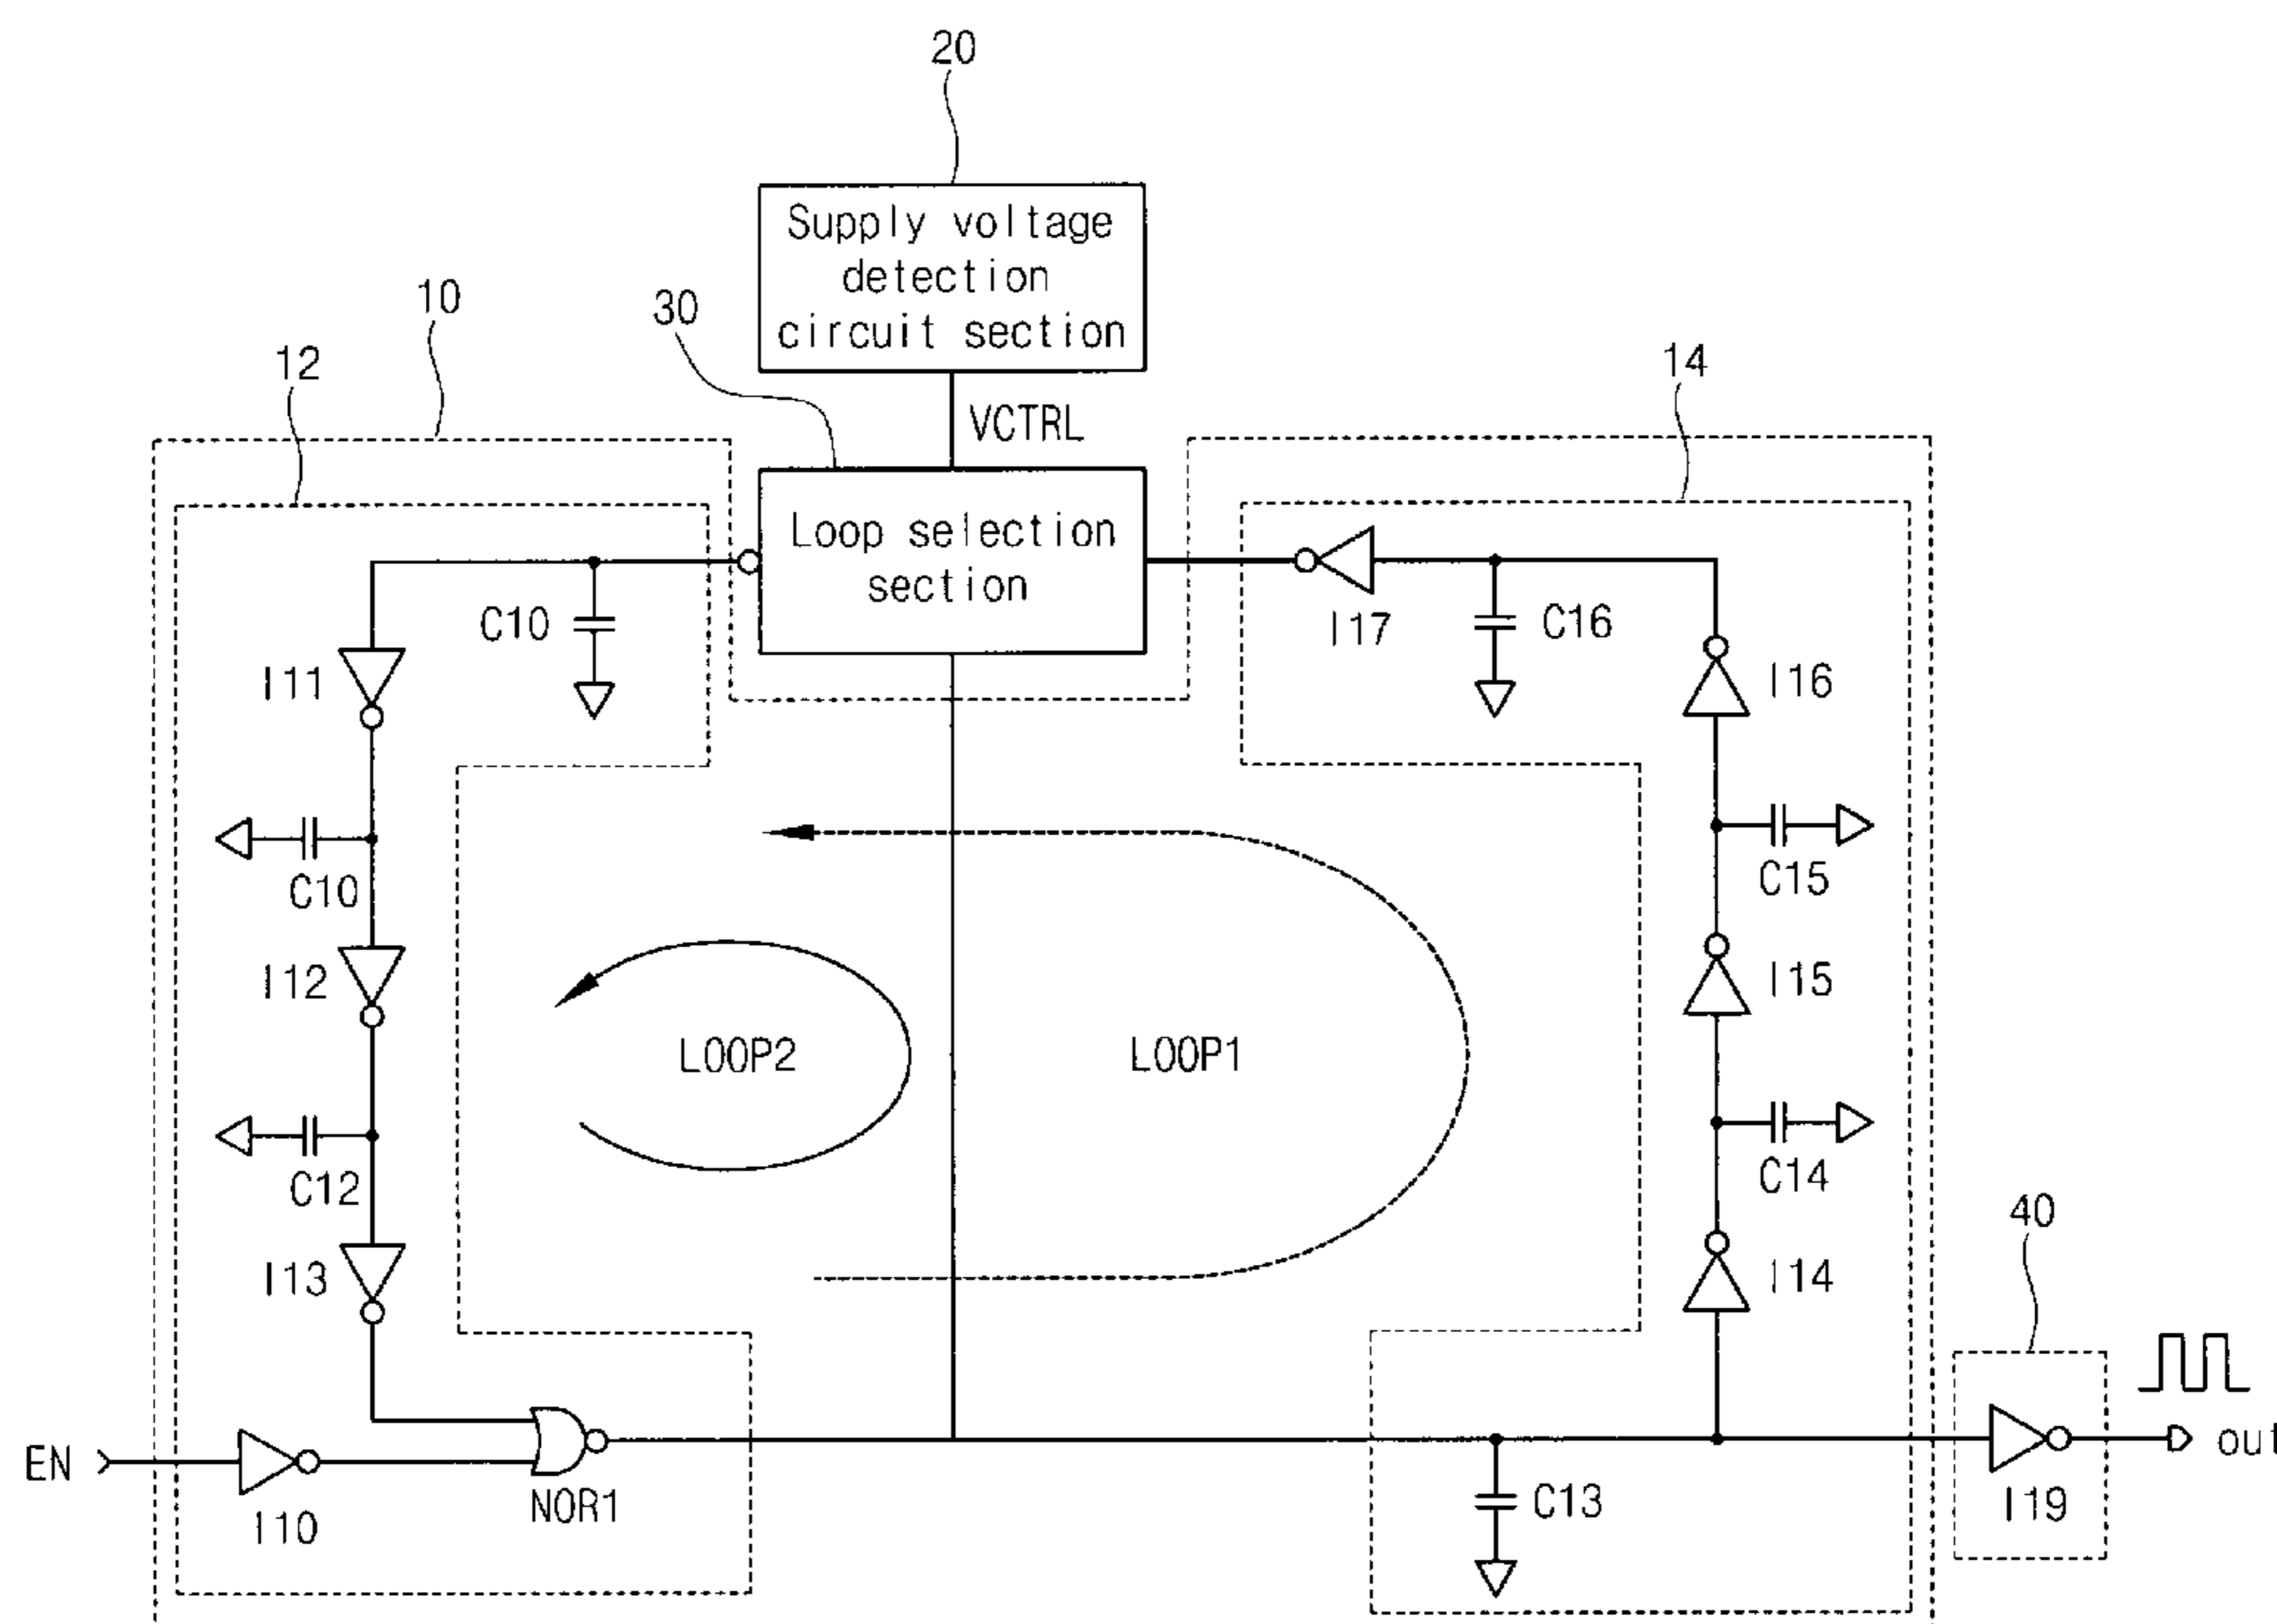 20
Supply voltage
detection
circuit section
10
30
12
14
VCTRL
Loop selection
section
C10
I17
C16
I11
I16
C10
C15
I12
I15
LOOP2
LOOP1
C12
C14
40
I13
I14
EN
NOR1
C13
out
I10
I19